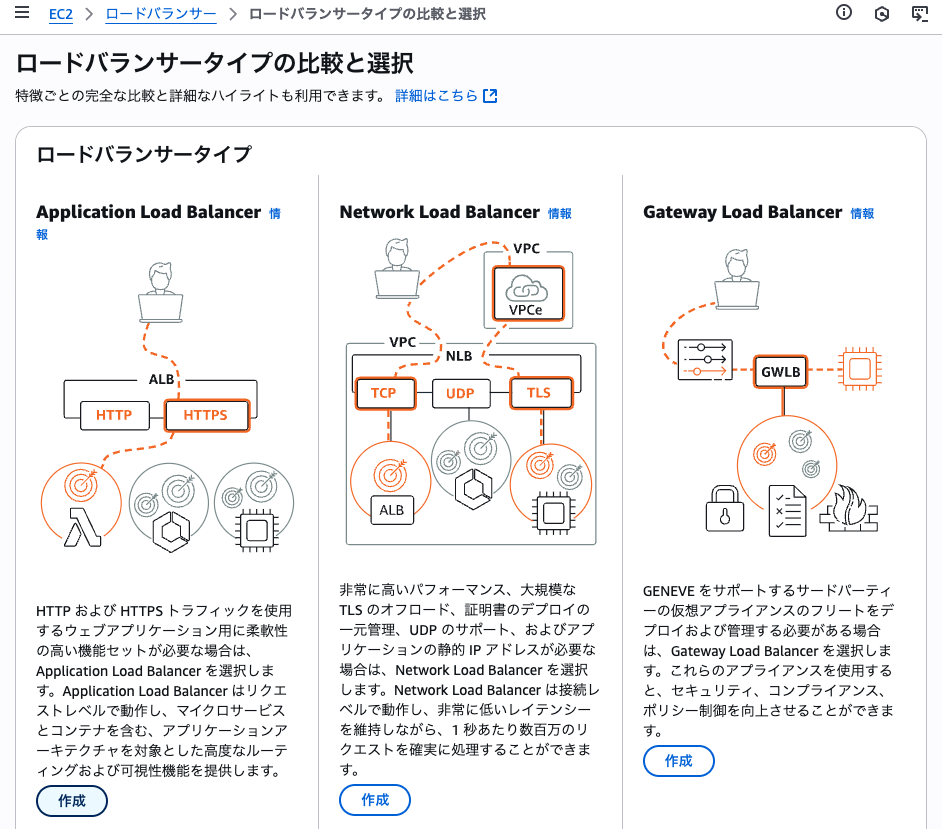 EC2 > ロードバランサー > ロードバランサータイプの比較と選択
ロードバランサータイプの比較と選択
特徴ごとの完全な比較と詳細なハイライトも利用できます。 詳細はこちら
ロードバランサータイプ
Application Load Balancer 情
報
ALB
HTTP
HTTPS
HTTP および HTTPS トラフィックを使用
するウェブアプリケーション用に柔軟性
の高い機能セットが必要な場合は、
Application Load Balancer を選択しま
す。Application Load Balancer はリクエ
ストレベルで動作し、マイクロサービス
とコンテナを含む、アプリケーションア
ーキテクチャを対象とした高度なルーテ
ィングおよび可視性機能を提供します。
作成
Network Load Balancer 情報
VPC
VPCe
VPC
NLB
TCP
UDP
TLS
ALB
非常に高いパフォーマンス、大規模な
TLS のオフロード、証明書のデプロイの
一元管理、UDP のサポート、およびアプ
リケーションの静的 IP アドレスが必要な
場合は、Network Load Balancer を選択
します。Network Load Balancer は接続レ
ベルで動作し、非常に低いレイテンシー
を維持しながら、1 秒あたり数百万のリ
クエストを確実に処理することができま
す。
作成
Gateway Load Balancer 情報
GWLB
GENEVE をサポートするサードパーティ
ーの仮想アプライアンスのフリートをデ
プロイおよび管理する必要がある場合
は、Gateway Load Balancer を選択しま
す。これらのアプライアンスを使用する
と、セキュリティ、コンプライアンス、
ポリシー制御を向上させることができま
す。
作成